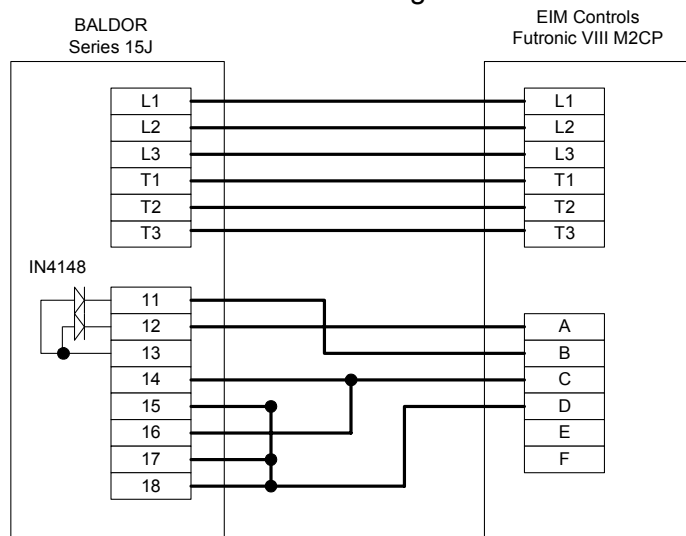 BALDOR
Series 15J
EIM Controls
Futronic VIII M2CP
L1
L2
L3
T1
T2
T3
L1
L2
L3
T1
T2
T3
IN4148
11
12
13
14
15
16
17
18
A
B
C
D
E
F